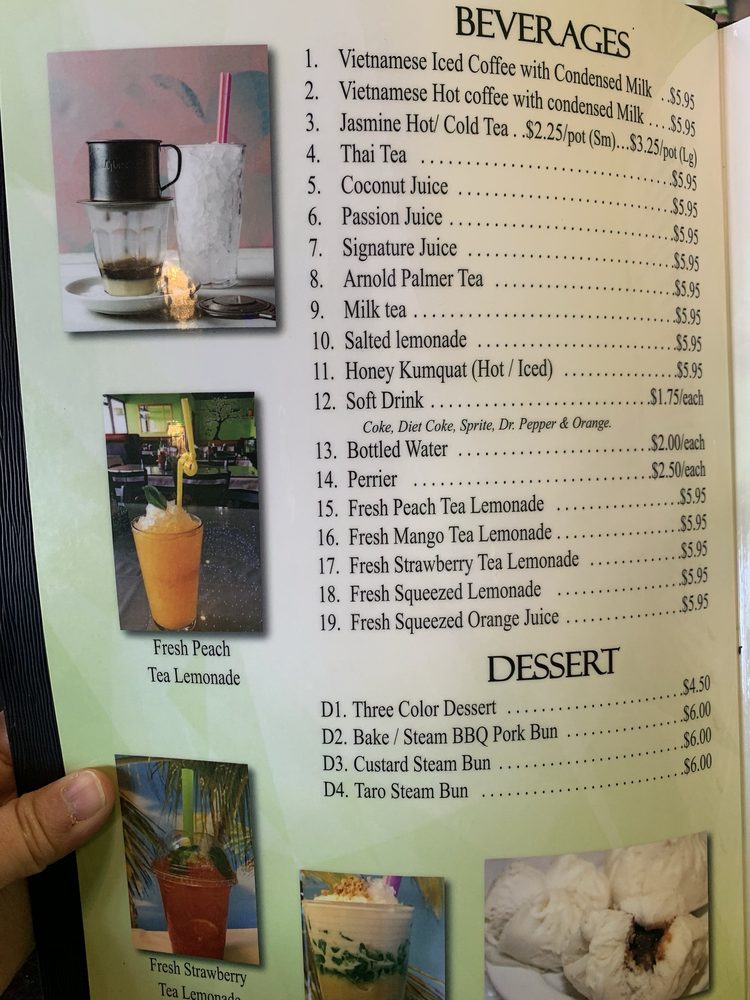 BEVERAGES
1. Vietnamese Iced Coffee with Condensed Milk ..$5.95
2. Vietnamese Hot coffee with condensed Milk ....$5.95
3. Jasmine Hot/ Cold Tea ..$2.25/pot (Sm)...$3.25/pot (Lg)
4. Thai Tea ..............................$5.95
5. Coconut Juice ..............................$5.95
6. Passion Juice ..............................$5.95
7. Signature Juice ..............................$5.95
8. Arnold Palmer Tea ..............................$5.95
9. Milk tea ..............................$5.95
10. Salted lemonade ..............................$5.95
11. Honey Kumquat (Hot / Iced) ..............$5.95
12. Soft Drink ..............................$1.75/each
Coke, Diet Coke, Sprite, Dr. Pepper & Orange.
13. Bottled Water ..............................$2.00/each
14. Perrier ..............................$2.50/each
15. Fresh Peach Tea Lemonade ..................$5.95
16. Fresh Mango Tea Lemonade ..................$5.95
17. Fresh Strawberry Tea Lemonade ..............$5.95
18. Fresh Squeezed Lemonade ..................$5.95
19. Fresh Squeezed Orange Juice ................$5.95
Fresh Peach
Tea Lemonade
DESSERT
D1. Three Color Dessert ......................$4.50
D2. Bake / Steam BBQ Pork Bun ................$6.00
D3. Custard Steam Bun ........................$6.00
D4. Taro Steam Bun ..........................$6.00
Fresh Strawberry
Tea Lemonade